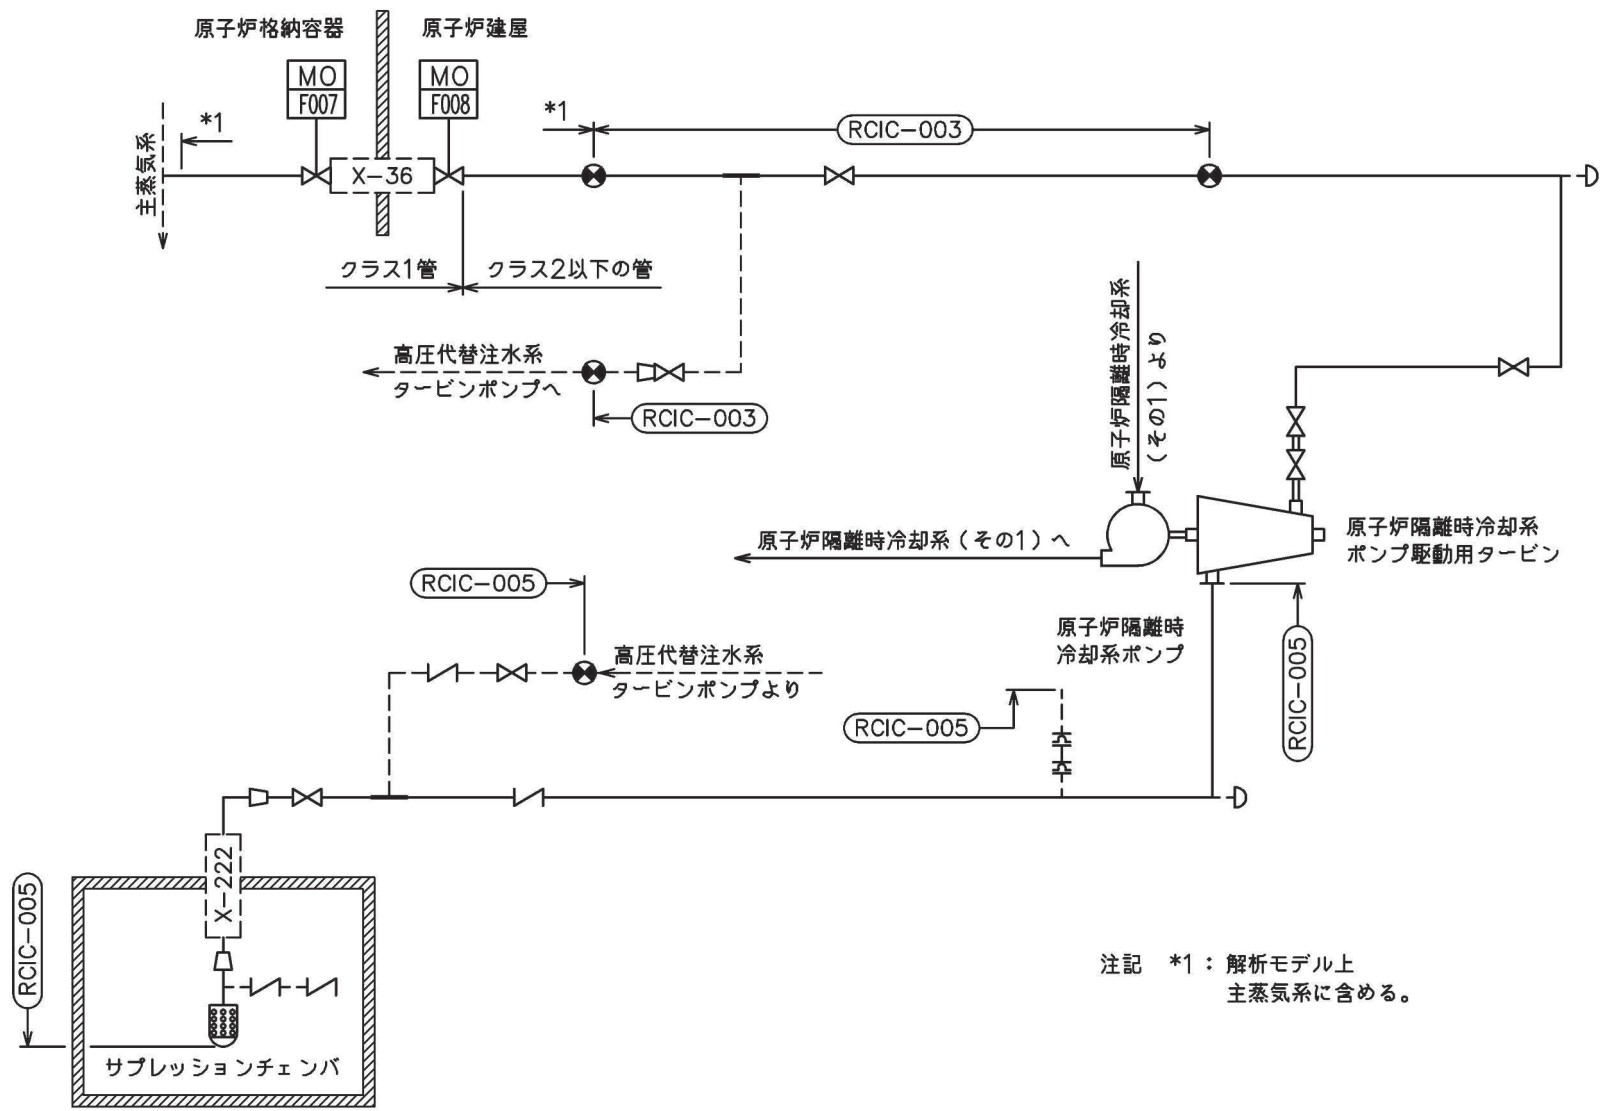 原子炉格納容器
原子炉建屋
MO
F007
MO
F008
*1
*1
RCIC-003
主蒸気系
X-36
クラス1管
クラス2以下の管
高圧代替注水系
タービンポンプへ
RCIC-003
原子炉隔離時冷却系
(その1)より
原子炉隔離時冷却系(その1)へ
原子炉隔離時冷却系
ポンプ駆動用タービン
RCIC-005
原子炉隔離時
冷却系ポンプ
RCIC-005
高圧代替注水系
タービンポンプより
RCIC-005
X-222
RCIC-005
サプレッションチェンバ
注記 *1:解析モデル上
主蒸気系に含める。